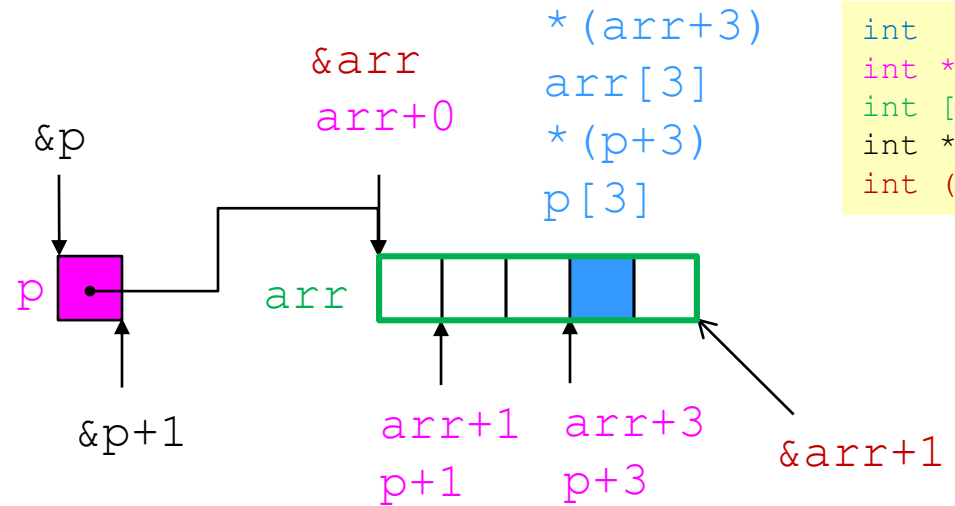 *(arr+3)
arr[3]
*(p+3)
p[3]
&arr
arr+0
&p
p
arr
&p+1
arr+1
p+1
arr+3
p+3
&arr+1
int
int *
int [
int *
int (